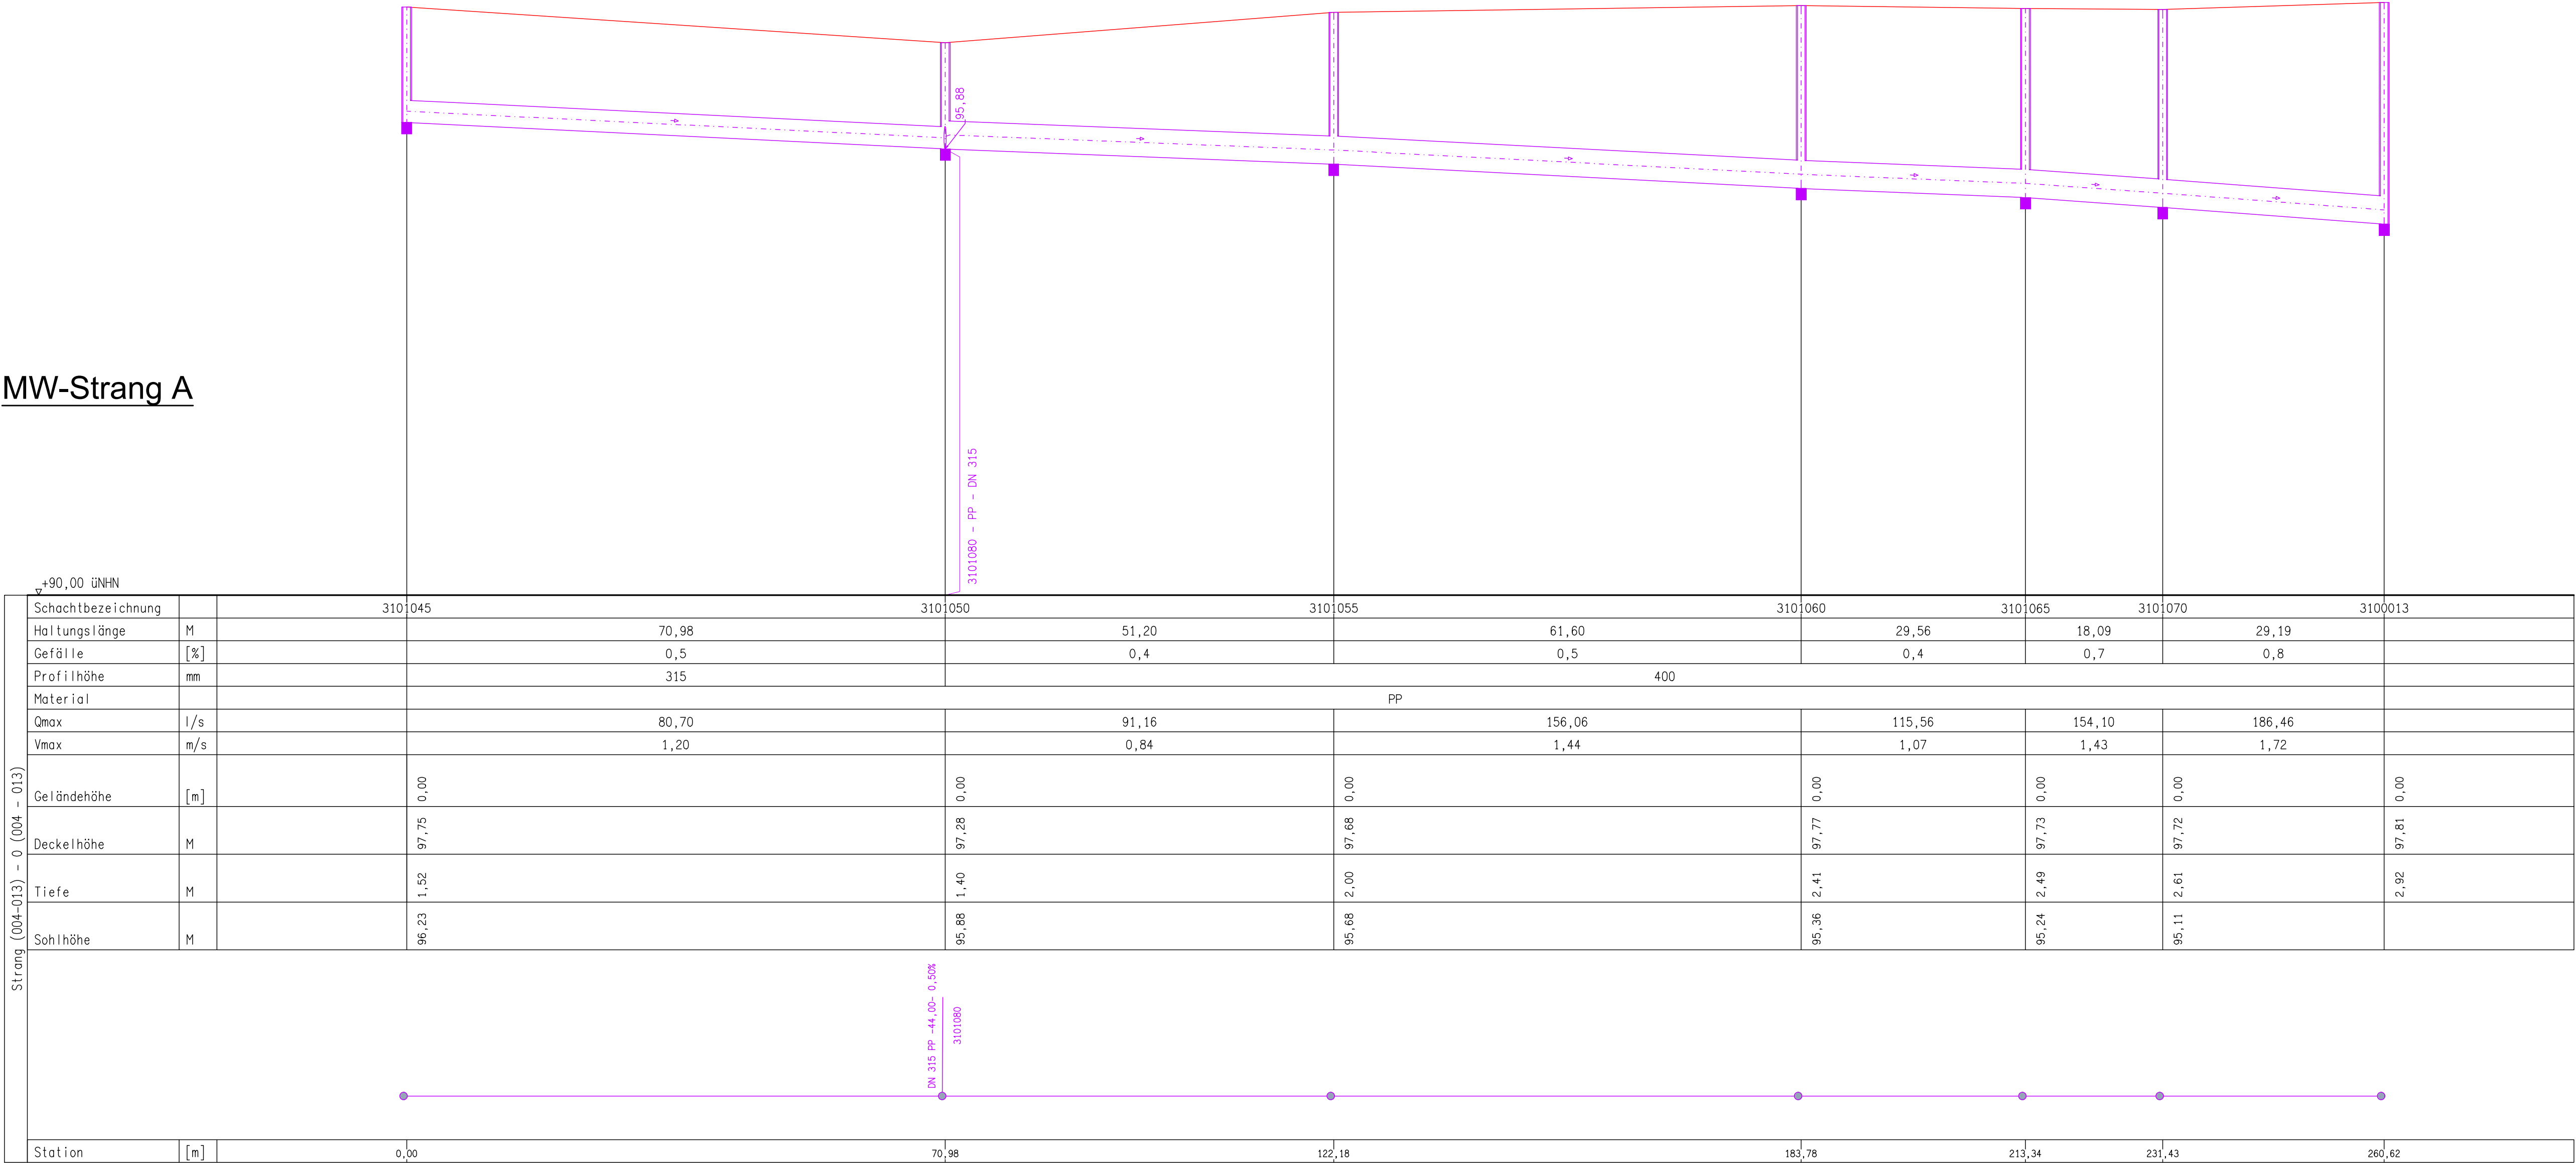 95,88
MW-Strang A
3101080 - PP - DN 315
+90,00 üNHN
Schachtbezeichnung 3101045 3101050 3101055 3101060 3101065 3101070 3100013
Haltungslänge M 70,98 51,20 61,60 29,56 18,09 29,19
Gefälle [%] 0,5 0,4 0,5 0,4 0,7 0,8
Profilhöhe mm 315 400
Material PP
Qmax l/s 80,70 91,16 156,06 115,56 154,10 186,46
Vmax m/s 1,20 0,84 1,44 1,07 1,43 1,72
Geländehöhe [m] 0,00 0,00 0,00 0,00 0,00 0,00 0,00
Deckelhöhe M 97,75 97,28 97,68 97,77 97,73 97,72 97,81
Tiefe M 1,52 1,40 2,00 2,41 2,49 2,61 2,92
Sohlhöhe M 96,23 95,88 95,68 95,36 95,24 95,11
Strang (004-013) - 0 (004 - 013)
DN 315 PP -44,00- 0,50%
3101080
Station [m] 0,00 70,98 122,18 183,78 213,34 231,43 260,62